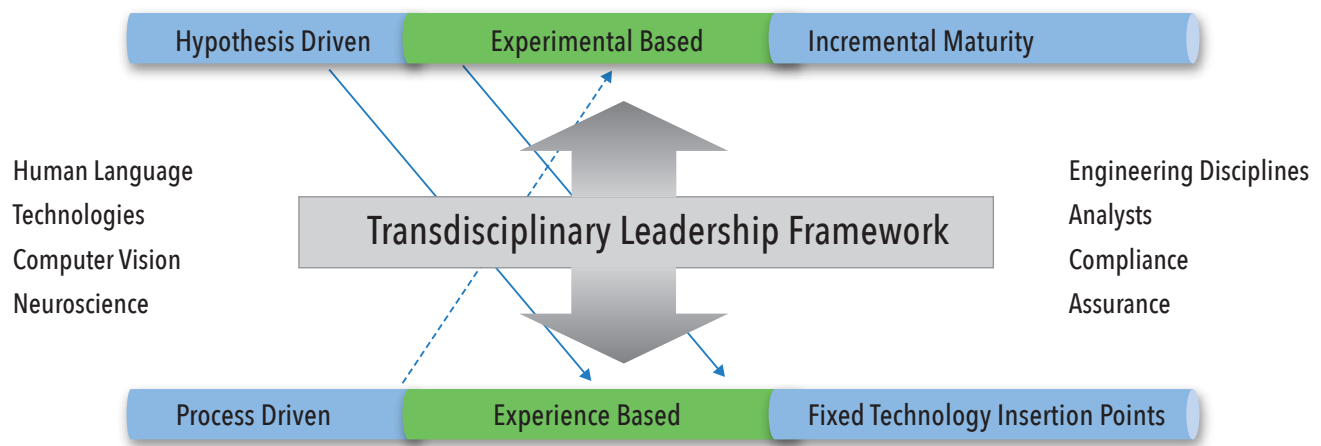 Hypothesis Driven
Experimental Based
Incremental Maturity
Human Language
Technologies
Computer Vision
Neuroscience
Transdisciplinary Leadership Framework
Engineering Disciplines
Analysts
Compliance
Assurance
Process Driven
Experience Based
Fixed Technology Insertion Points